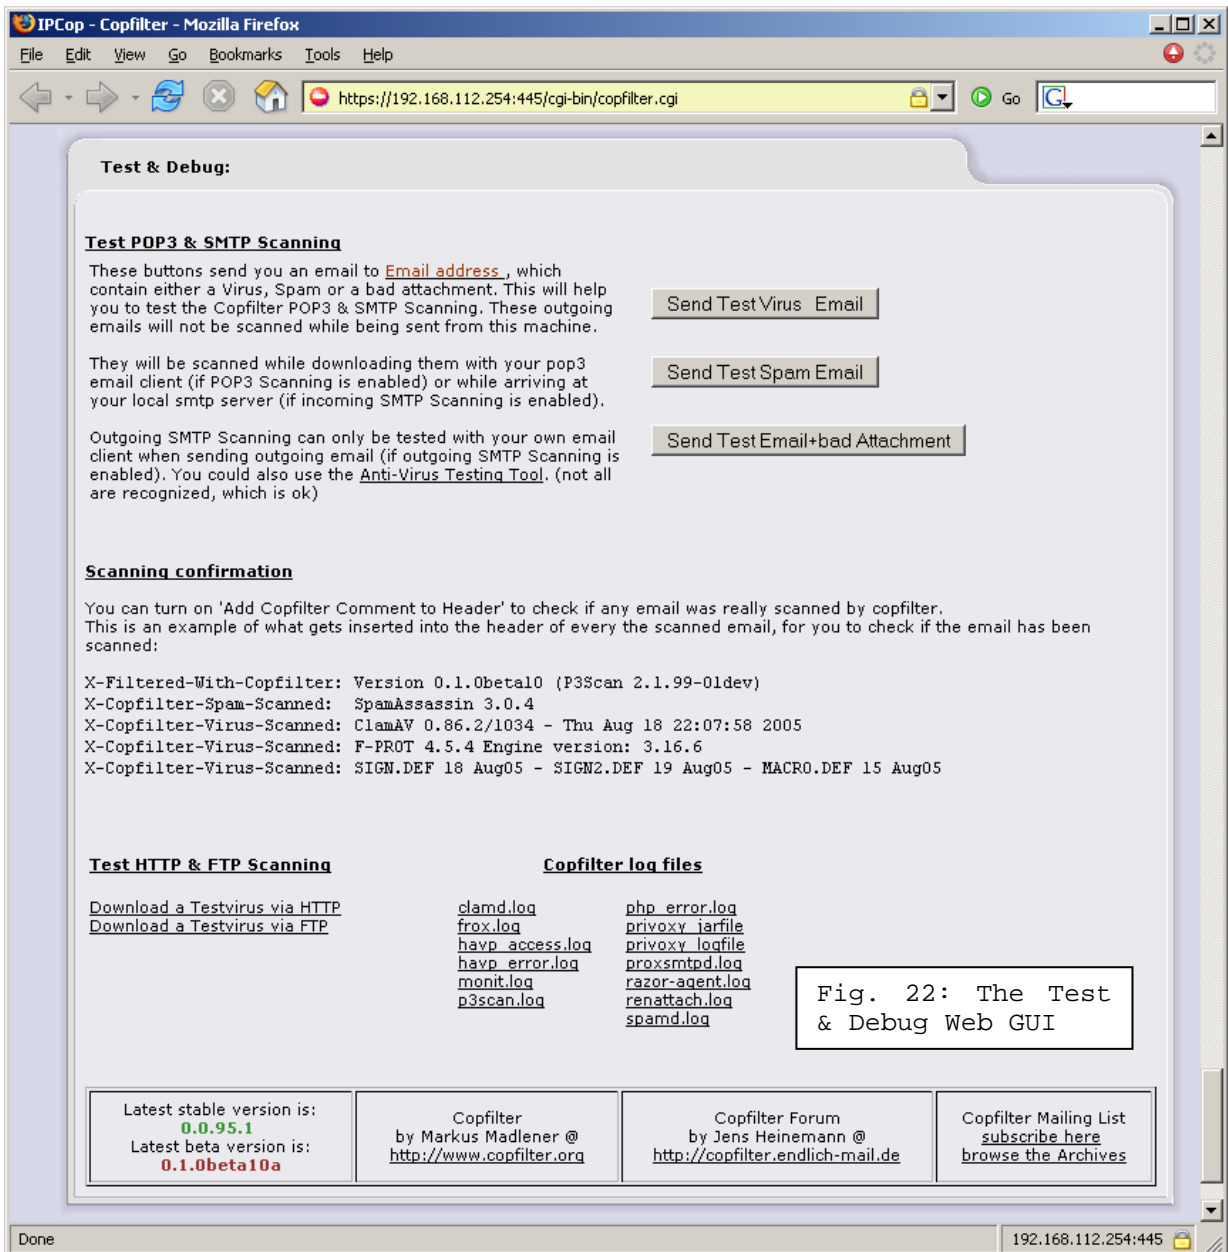 IPCop - Copfilter - Mozilla Firefox
File Edit View Go Bookmarks Tools Help
https://192.168.112.254:445/cgi-bin/copfilter.cgi Go G
Test & Debug:
Test POP3 & SMTP Scanning
These buttons send you an email to Email address , which
contain either a Virus, Spam or a bad attachment. This will help
you to test the Copfilter POP3 & SMTP Scanning. These outgoing
emails will not be scanned while being sent from this machine.
Send Test Virus Email
They will be scanned while downloading them with your pop3
email client (if POP3 Scanning is enabled) or while arriving at
your local smtp server (if incoming SMTP Scanning is enabled).
Send Test Spam Email
Outgoing SMTP Scanning can only be tested with your own email
client when sending outgoing email (if outgoing SMTP Scanning is
enabled). You could also use the Anti-Virus Testing Tool. (not all
are recognized, which is ok)
Send Test Email+bad Attachment
Scanning confirmation
You can turn on 'Add Copfilter Comment to Header' to check if any email was really scanned by copfilter.
This is an example of what gets inserted into the header of every the scanned email, for you to check if the email has been
scanned:
X-Filtered-With-Copfilter: Version 0.1.0beta10 (P3Scan 2.1.99-01dev)
X-Copfilter-Spam-Scanned: SpamAssassin 3.0.4
X-Copfilter-Virus-Scanned: ClamAV 0.86.2/1034 - Thu Aug 18 22:07:58 2005
X-Copfilter-Virus-Scanned: F-PROT 4.5.4 Engine version: 3.16.6
X-Copfilter-Virus-Scanned: SIGN.DEF 18 Aug05 - SIGN2.DEF 19 Aug05 - MACRO.DEF 15 Aug05
Test HTTP & FTP Scanning
Download a Testvirus via HTTP
Download a Testvirus via FTP
Copfilter log files
clamd.log
frox.log
havp_access.log
havp_error.log
monit.log
p3scan.log
php_error.log
privoxy_jarfile
privoxy_logfile
proxsmtpd.log
razor-agent.log
renattach.log
spamd.log
Fig. 22: The Test
& Debug Web GUI
Latest stable version is:
0.0.95.1
Latest beta version is:
0.1.0beta10a
Copfilter
by Markus Madlener @
http://www.copfilter.org
Copfilter Forum
by Jens Heinemann @
http://copfilter.endlich-mail.de
Copfilter Mailing List
subscribe here
browse the Archives
Done 192.168.112.254:445